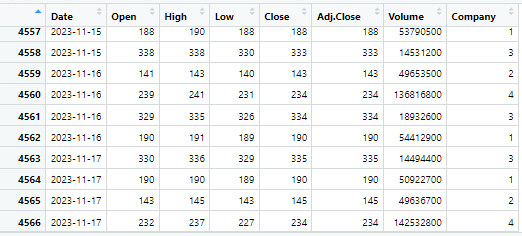 Date Open High Low Close Adj.Close Volume Company
4557 2023-11-15 188 190 188 188 188 53790500 1
4558 2023-11-15 338 338 330 333 333 14531200 3
4559 2023-11-16 141 143 140 143 143 49653500 2
4560 2023-11-16 239 241 231 234 234 136816800 4
4561 2023-11-16 329 335 326 334 334 18932600 3
4562 2023-11-16 190 191 189 190 190 54412900 1
4563 2023-11-17 330 336 329 335 335 14494400 3
4564 2023-11-17 190 190 189 190 190 50922700 1
4565 2023-11-17 143 145 143 145 145 49636700 2
4566 2023-11-17 232 237 227 234 234 142532800 4